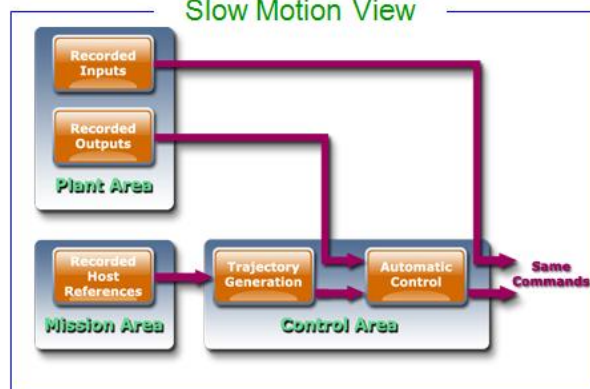 Slow Motion View
Recorded
Inputs
Recorded
Outputs
Plant Area
Recorded
Host
References
Mission Area
Trajectory
Generation
Automatic
Control
Control Area
Same
Commands